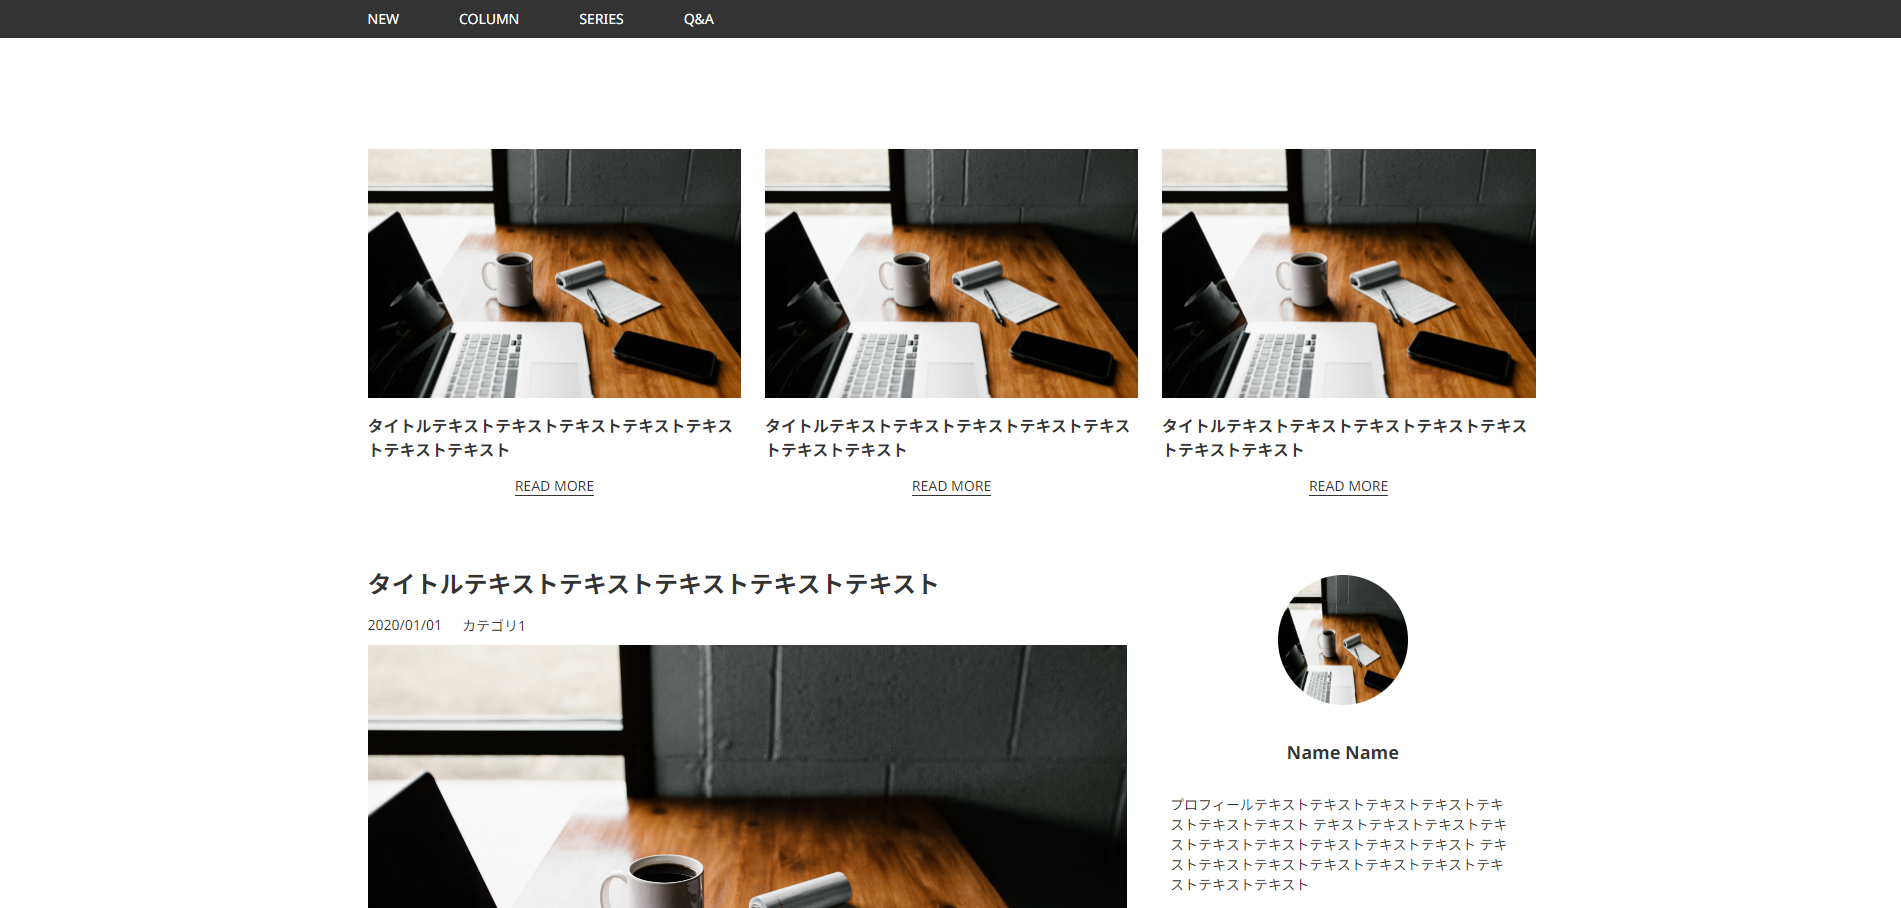 NEW COLUMN SERIES Q&A
タイトルテキストテキストテキストテキストテキス
トテキストテキスト
READ MORE
タイトルテキストテキストテキストテキストテキス
トテキストテキスト
READ MORE
タイトルテキストテキストテキストテキストテキス
トテキストテキスト
READ MORE
タイトルテキストテキストテキストテキストテキスト
2020/01/01 カテゴリ1
Name Name
プロフィールテキストテキストテキストテキストテキ
ストテキストテキスト テキストテキストテキストテキ
ストテキストテキストテキストテキストテキスト テキ
ストテキストテキストテキストテキストテキストテキ
ストテキストテキスト